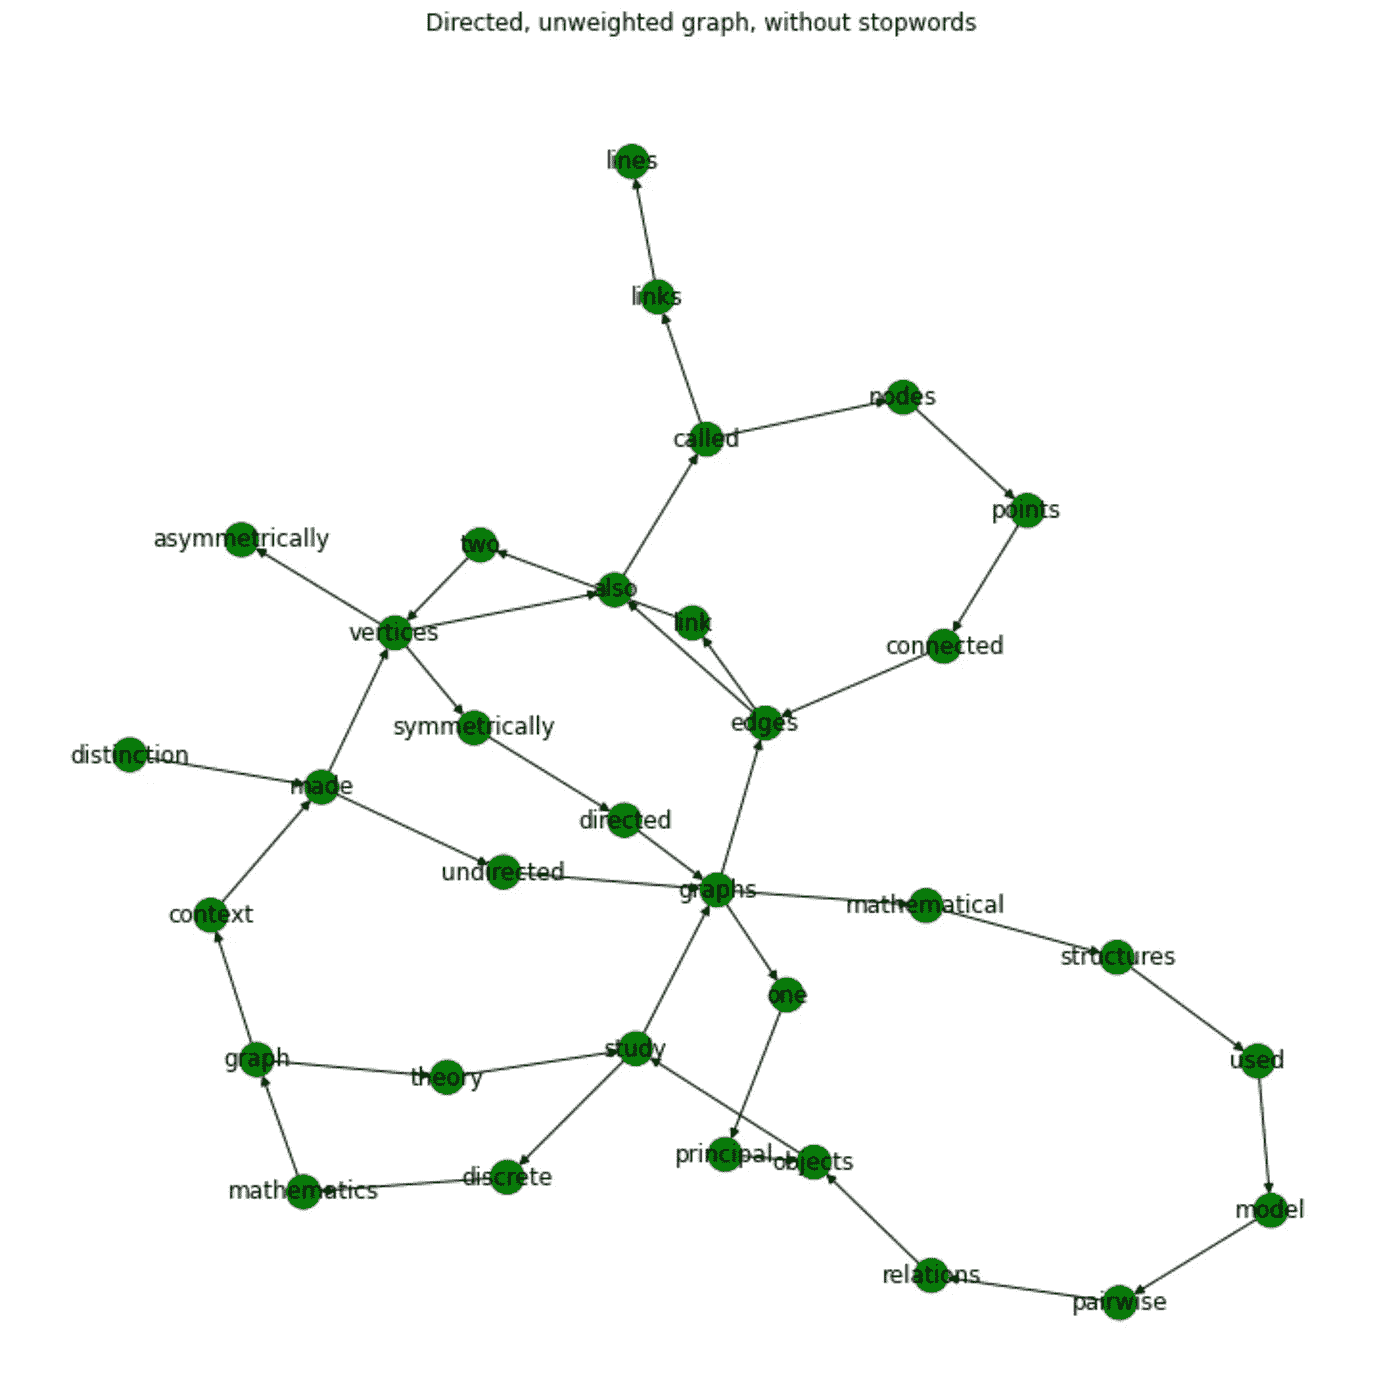 Directed, unweighted graph, without stopwords
lines
links
nodes
called
points
asymmetrically
two
also
link
vertices
connected
edges
symmetrically
distinction
made
directed
undirected
graphs
mathematical
context
structures
one
study
graph
theory
used
principal
objects
discrete
mathematics
model
relations
pairwise